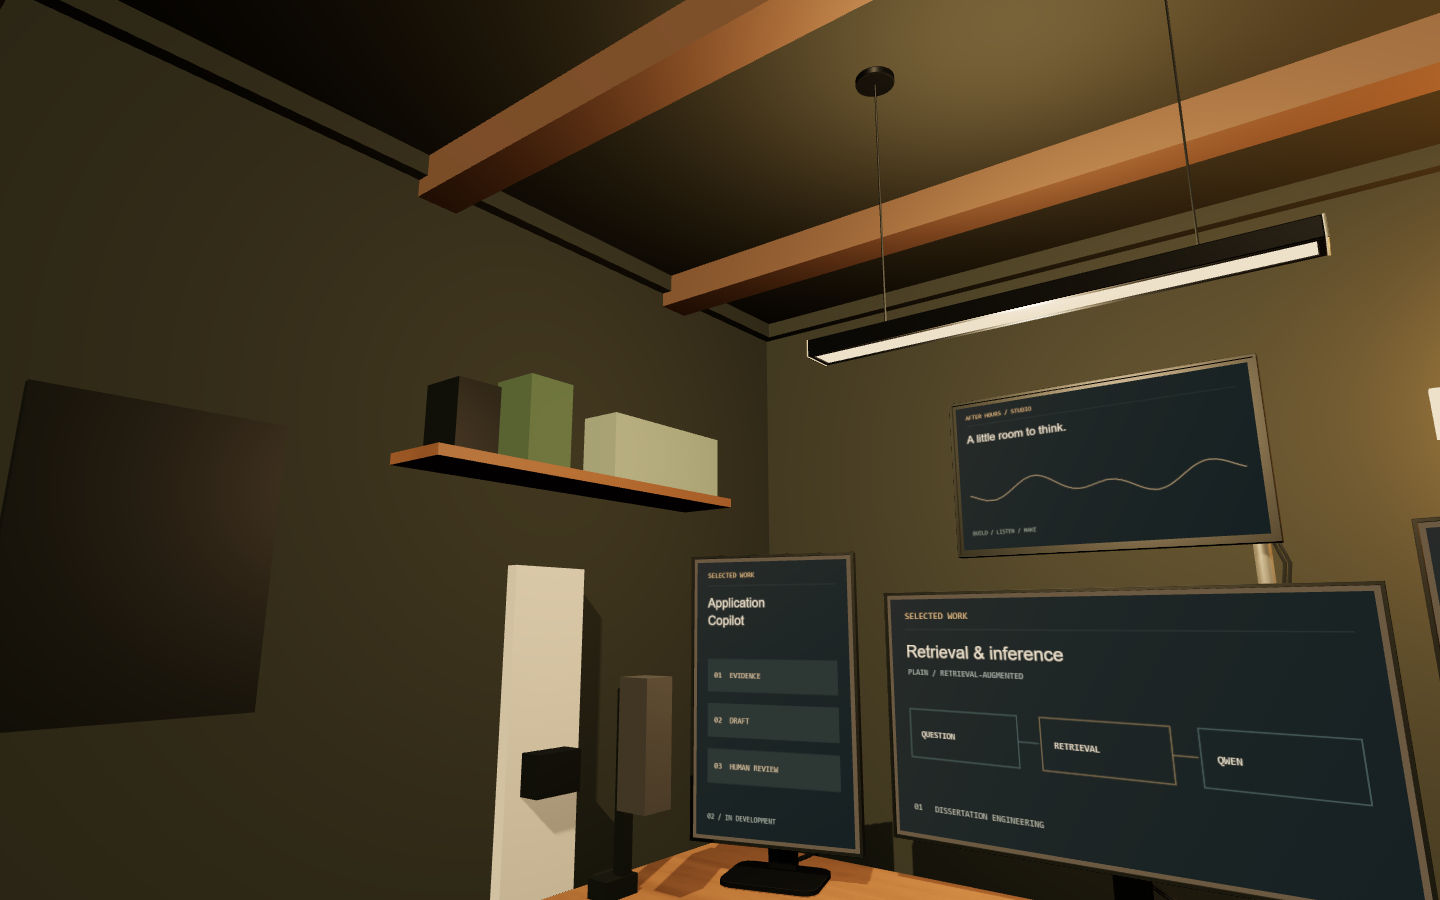 AFTER HOURS / STUDIO
A little room to think.
BUILD / LISTEN / MAKE
SELECTED WORK
Application
Copilot
01 EVIDENCE
02 DRAFT
03 HUMAN REVIEW
02 / IN DEVELOPMENT
SELECTED WORK
Retrieval & inference
PLAIN / RETRIEVAL-AUGMENTED
QUESTION
RETRIEVAL
QWEN
01 DISSERTATION ENGINEERING